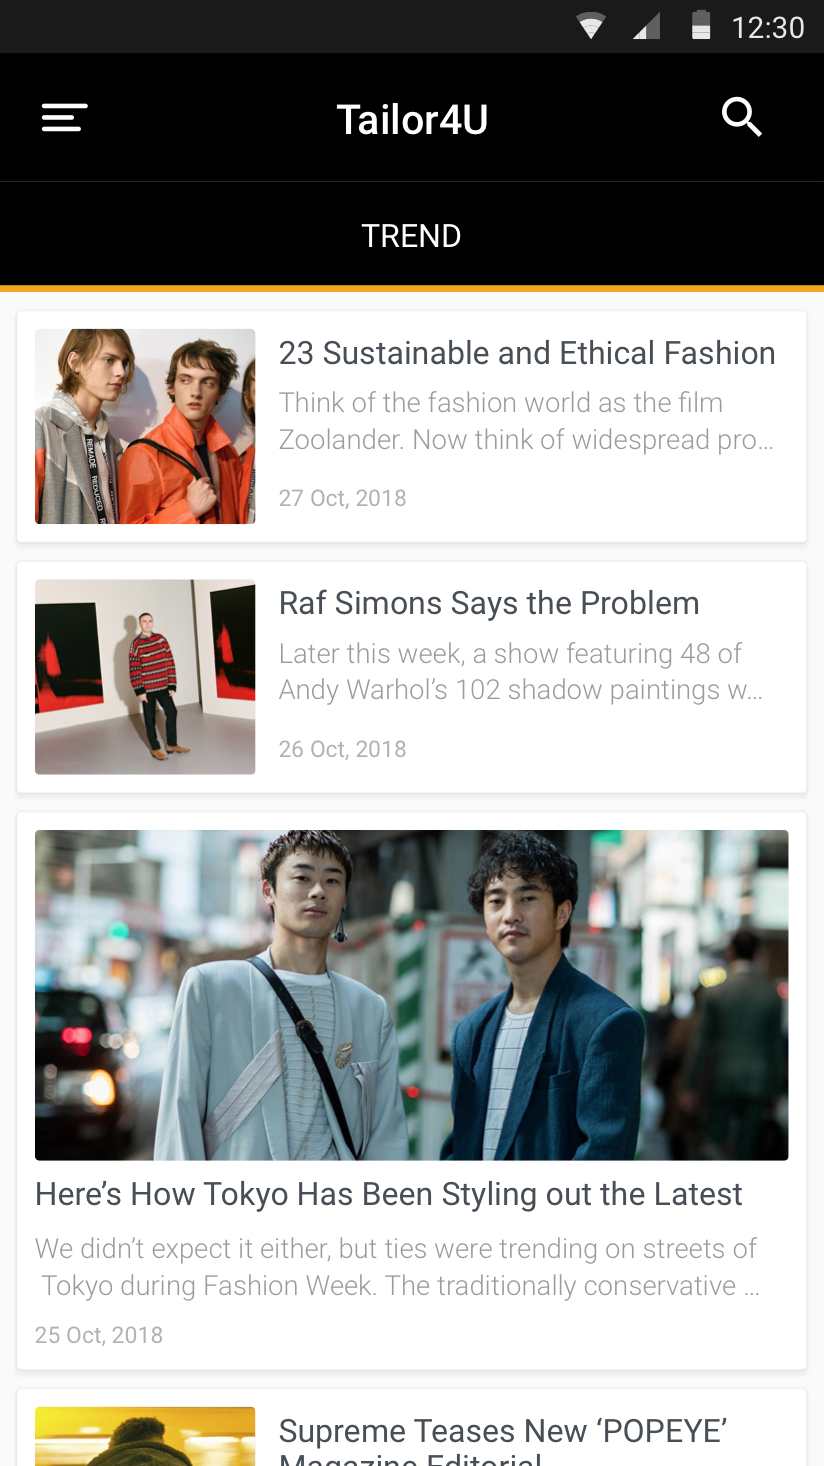 12:30
Tailor4U
TREND
23 Sustainable and Ethical Fashion
Think of the fashion world as the film
Zoolander. Now think of widespread pro...
27 Oct, 2018
REMADE REDUCED R
Raf Simons Says the Problem
Later this week, a show featuring 48 of
Andy Warhol’s 102 shadow paintings w...
26 Oct, 2018
Here’s How Tokyo Has Been Styling out the Latest
We didn’t expect it either, but ties were trending on streets of
Tokyo during Fashion Week. The traditionally conservative ...
25 Oct, 2018
Supreme Teases New ‘POPEYE’
Magazine Editorial